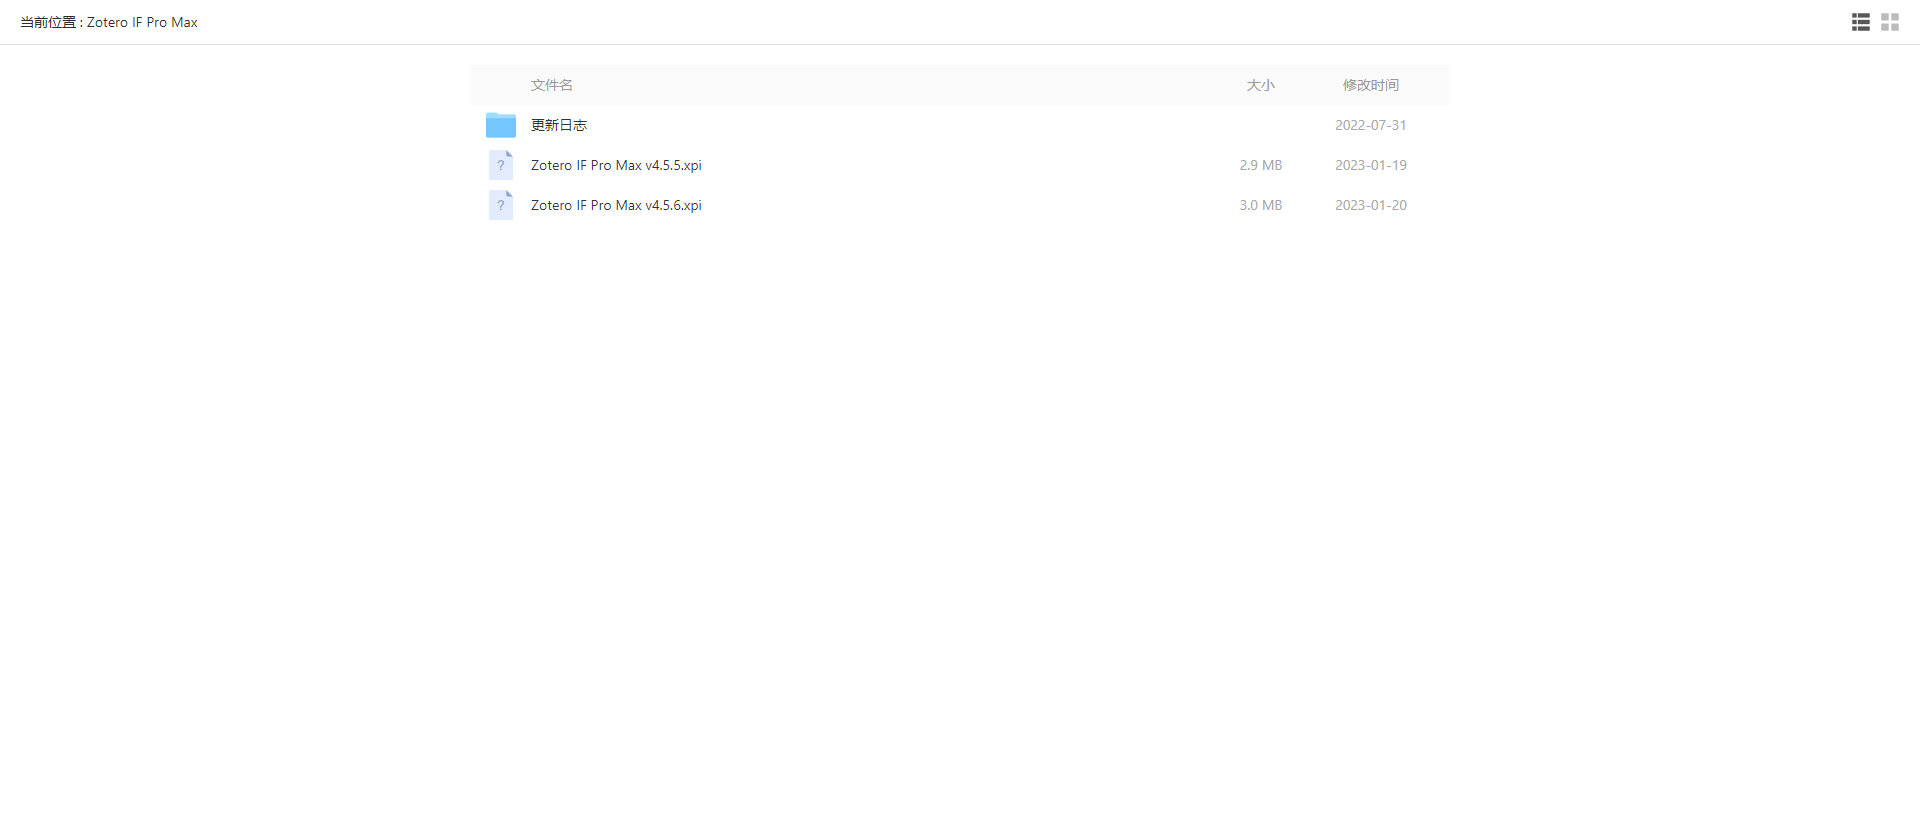 当前位置 : Zotero IF Pro Max
文件名 大小 修改时间
更新日志 2022-07-31
? Zotero IF Pro Max v4.5.5.xpi 2.9 MB 2023-01-19
? Zotero IF Pro Max v4.5.6.xpi 3.0 MB 2023-01-20